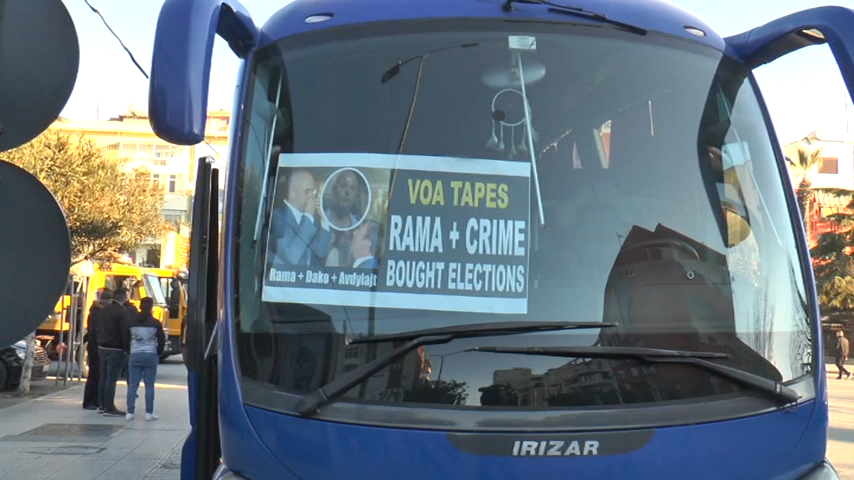 VOA TAPES
RAMA + CRIME
BOUGHT ELECTIONS
Rama + Dako + Avdylajt
IRIZAR